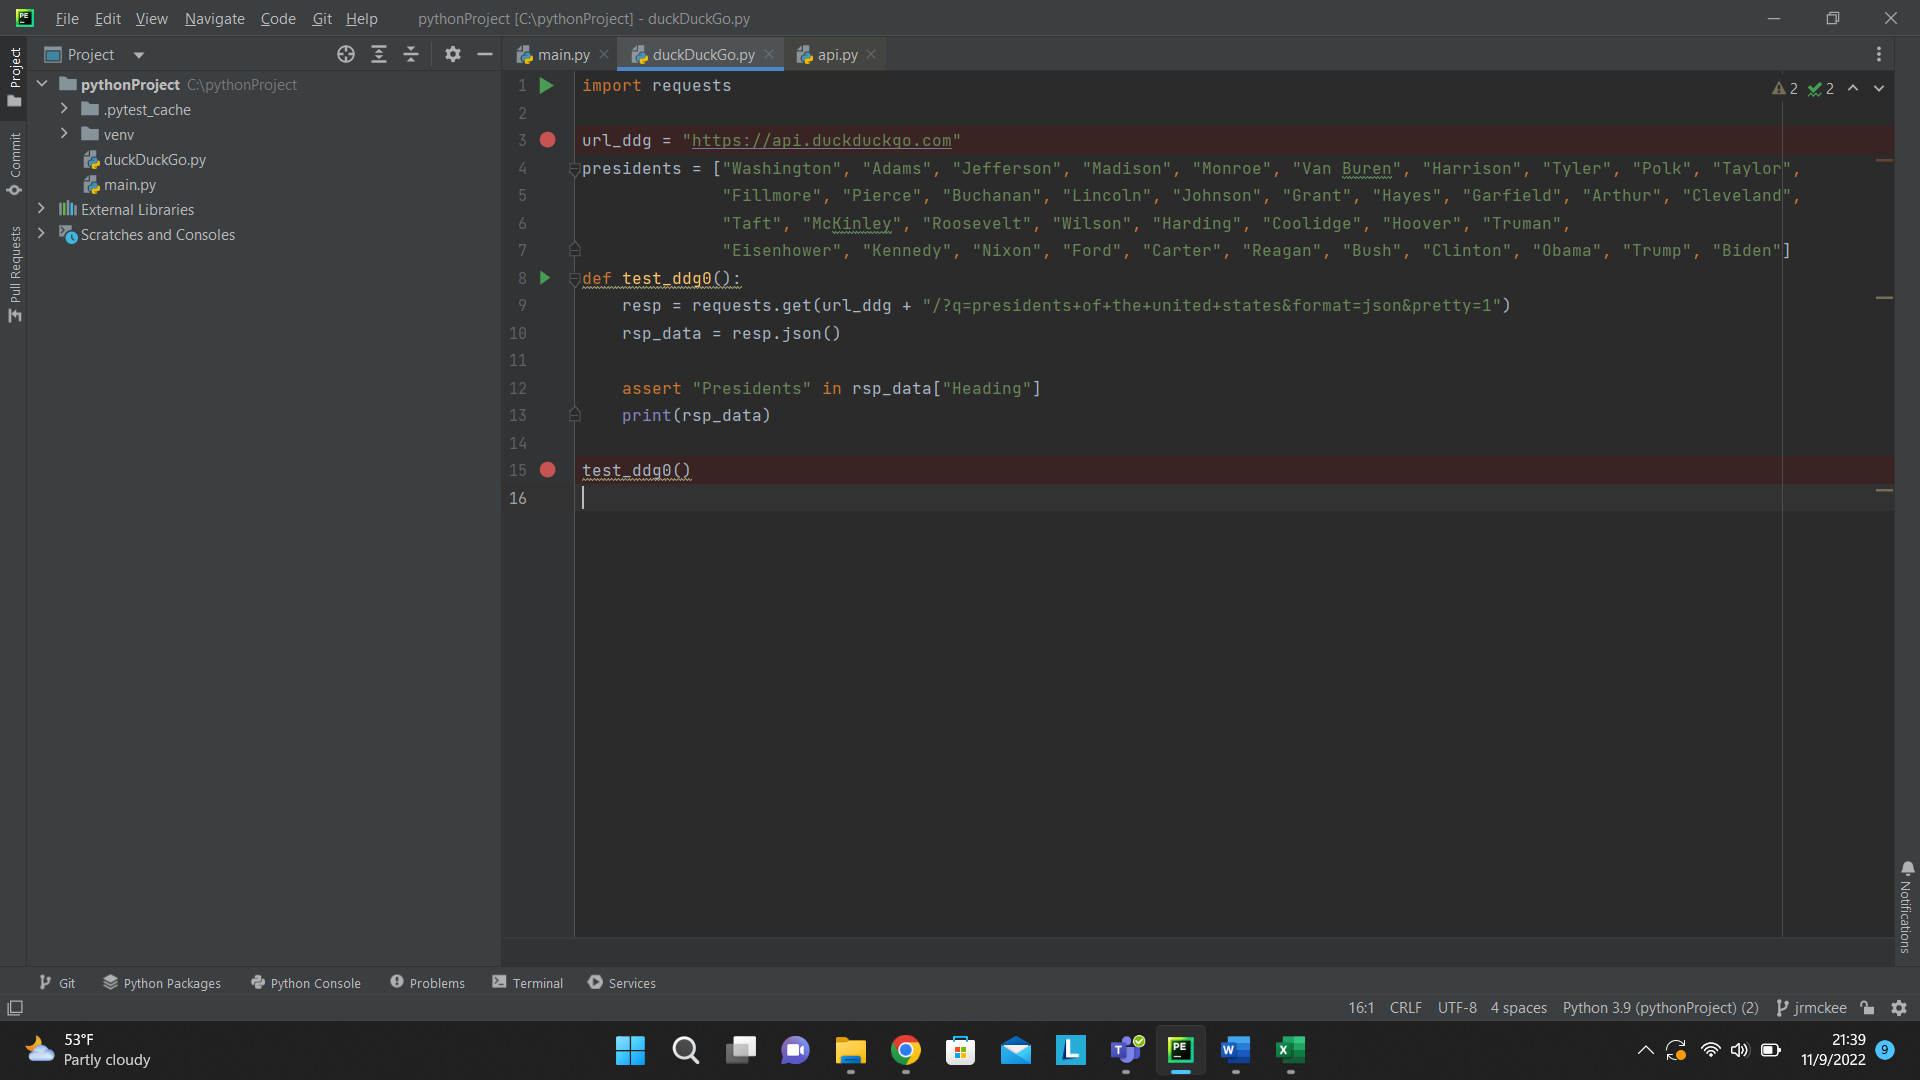 File Edit View Navigate Code Git Help pythonProject [C:\pythonProject] - duckDuckGo.py
Project
main.py duckDuckGo.py api.py
pythonProject C:\pythonProject
.pytest_cache
venv
duckDuckGo.py
main.py
External Libraries
Scratches and Consoles
Project
Commit
Pull Requests
2 2
1 import requests
2
3 url_ddg = "https://api.duckduckgo.com"
4 presidents = ["Washington", "Adams", "Jefferson", "Madison", "Monroe", "Van Buren", "Harrison", "Tyler", "Polk", "Taylor",
5 "Fillmore", "Pierce", "Buchanan", "Lincoln", "Johnson", "Grant", "Hayes", "Garfield", "Arthur", "Cleveland",
6 "Taft", "McKinley", "Roosevelt", "Wilson", "Harding", "Coolidge", "Hoover", "Truman",
7 "Eisenhower", "Kennedy", "Nixon", "Ford", "Carter", "Reagan", "Bush", "Clinton", "Obama", "Trump", "Biden"]
8 def test_ddg0():
9 resp = requests.get(url_ddg + "/?q=presidents+of+the+united+states&format=json&pretty=1")
10 rsp_data = resp.json()
11
12 assert "Presidents" in rsp_data["Heading"]
13 print(rsp_data)
14
15 test_ddg0()
16
Notifications
Git Python Packages Python Console Problems Terminal Services
16:1 CRLF UTF-8 4 spaces Python 3.9 (pythonProject) (2) jrmckee
53°F
Partly cloudy
21:39
11/9/2022
9